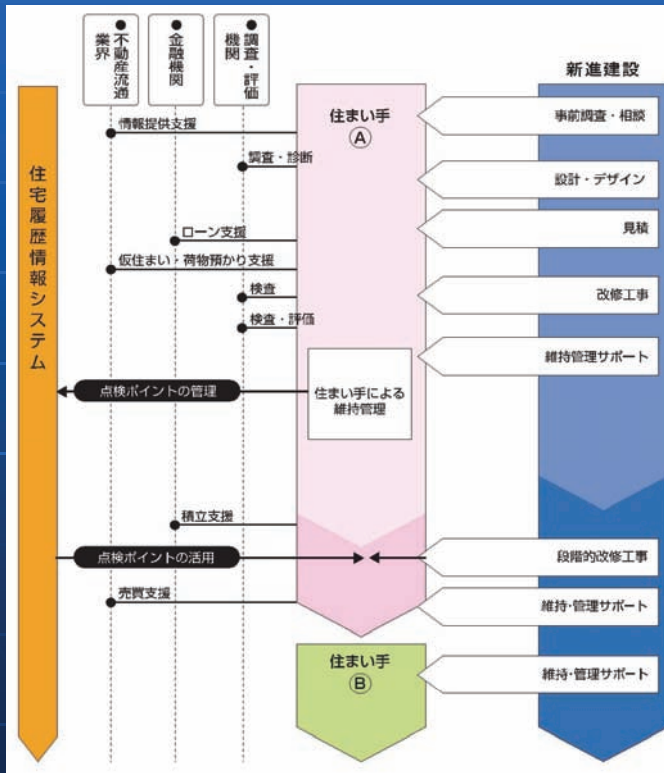 不動産流通
業界
金融機関
調査・評価
機関
新進建設
住宅履歴情報システム
住まい手
Ⓐ
事前調査・相談
情報提供支援
調査・診断
設計・デザイン
見積
ローン支援
仮住まい・荷物預かり支援
検査
改修工事
検査・評価
維持管理サポート
点検ポイントの管理
住まい手による
維持管理
積立支援
点検ポイントの活用
段階的改修工事
売買支援
維持・管理サポート
住まい手
Ⓑ
維持・管理サポート